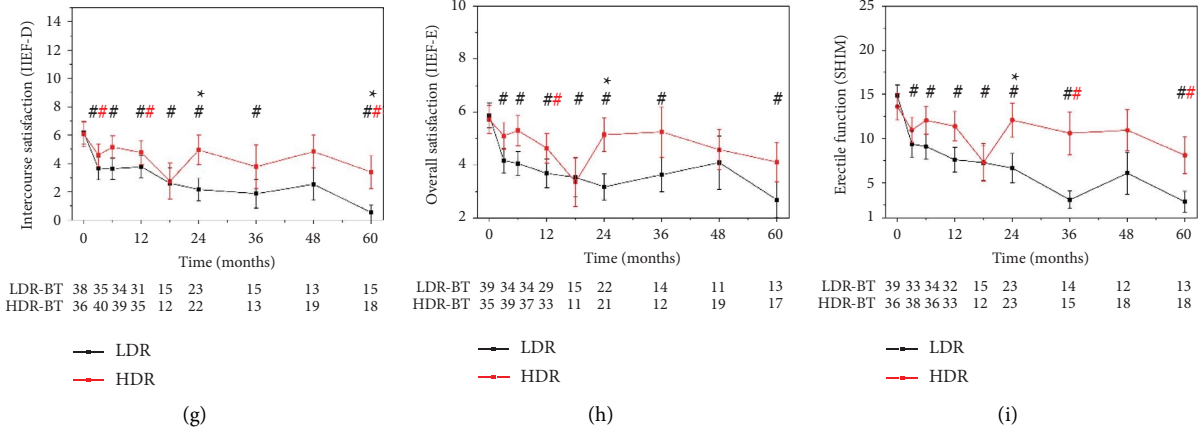 Intercourse satisfaction (IIEF-D)
14
12
10
8
6
4
2
0
* *
## # ## # # # ##
0 12 24 36 48 60
Time (months)
LDR-BT 38 35 34 31 15 23 15 13 15
HDR-BT 36 40 39 35 12 22 13 19 18
LDR
HDR
(g)
Overall satisfaction (IIEF-E)
10
8
6
4
2
*
# # ## # # # #
0 12 24 36 48 60
Time (months)
LDR-BT 39 34 34 29 15 22 14 11 13
HDR-BT 35 39 37 33 11 21 12 19 17
LDR
HDR
(h)
Erectile function (SHIM)
25
20
15
10
5
1
*
# # # # # ## ##
0 12 24 36 48 60
Time (months)
LDR-BT 39 33 34 32 15 23 14 12 13
HDR-BT 36 38 36 33 12 23 15 18 18
LDR
HDR
(i)